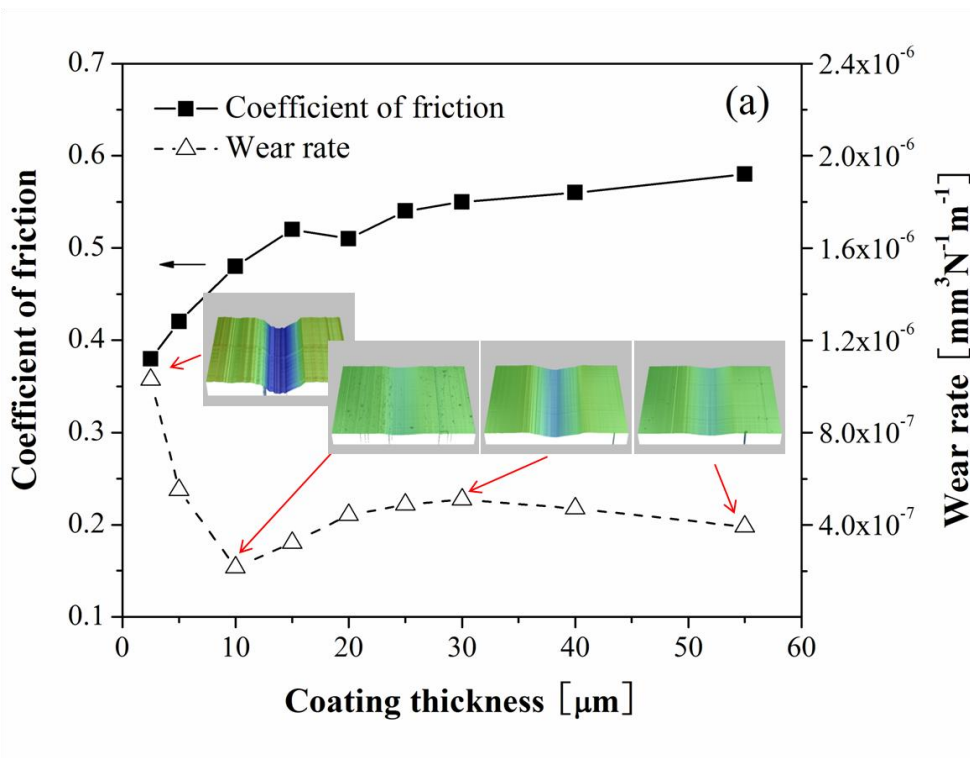 (a)
Coefficient of friction
Wear rate
Coefficient of friction
0.7
0.6
0.5
0.4
0.3
0.2
0.1
2.4x10⁻⁶
2.0x10⁻⁶
1.6x10⁻⁶
1.2x10⁻⁶
8.0x10⁻⁷
4.0x10⁻⁷
Wear rate [mm³N⁻¹m⁻¹]
0 10 20 30 40 50 60
Coating thickness [μm]